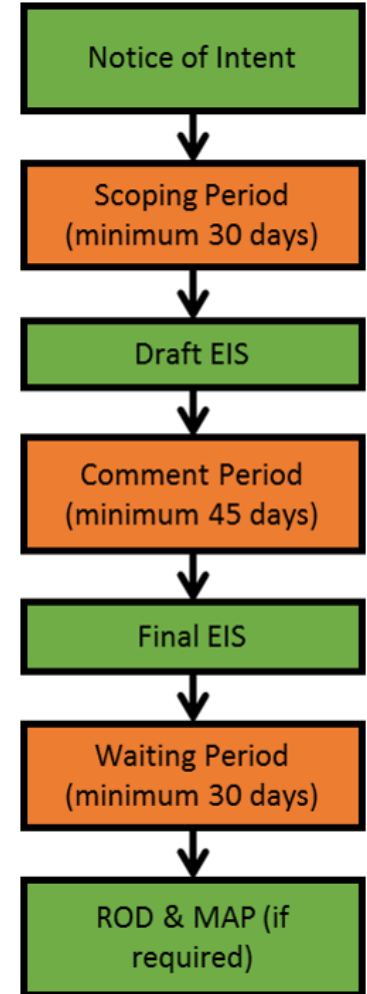 Notice of Intent
Scoping Period
(minimum 30 days)
Draft EIS
Comment Period
(minimum 45 days)
Final EIS
Waiting Period
(minimum 30 days)
ROD & MAP (if
required)